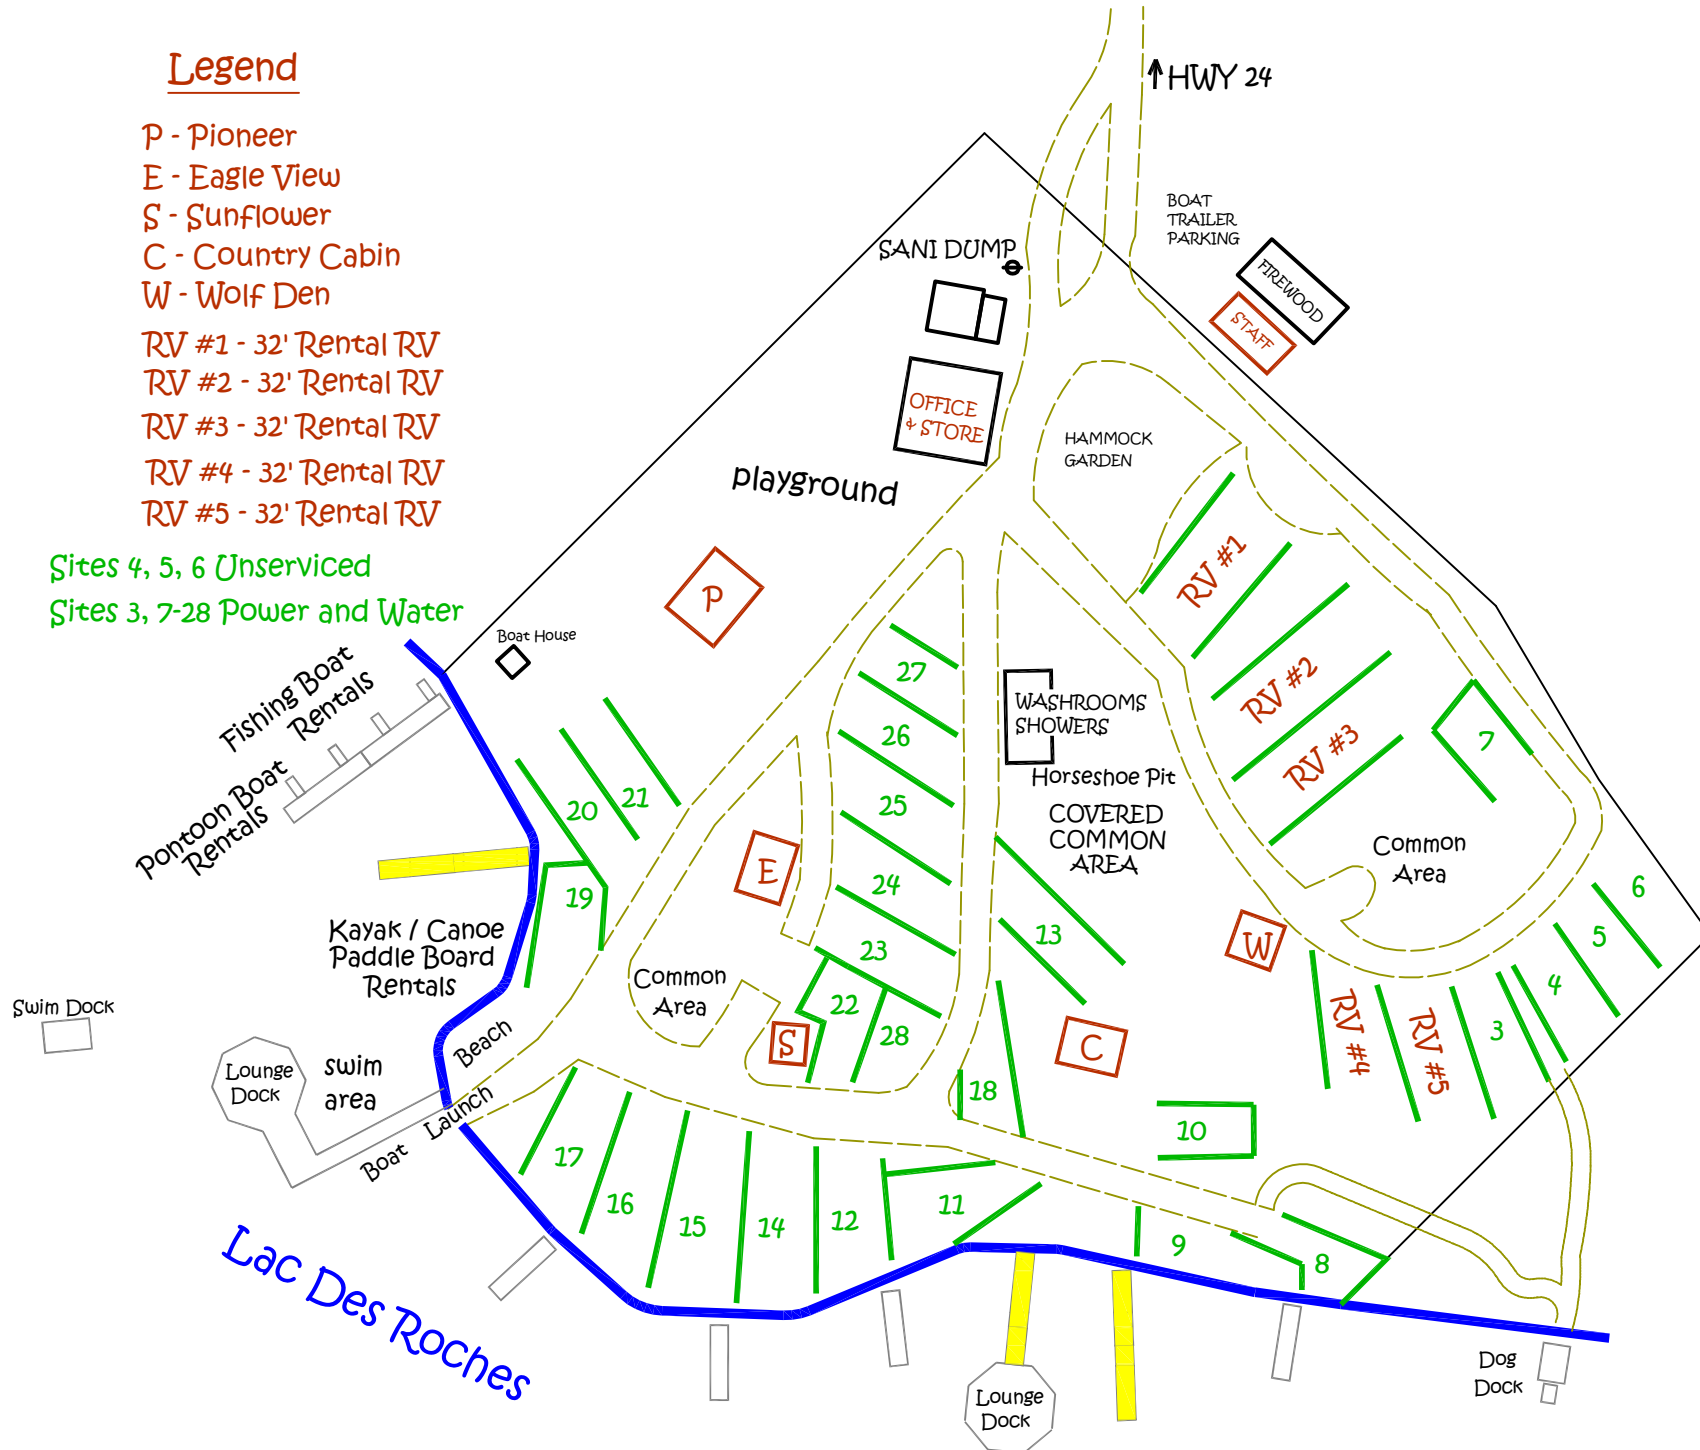 Legend
P - Pioneer
E - Eagle View
S - Sunflower
C - Country Cabin
W - Wolf Den
RV #1 - 32' Rental RV
RV #2 - 32' Rental RV
RV #3 - 32' Rental RV
RV #4 - 32' Rental RV
RV #5 - 32' Rental RV
Sites 4, 5, 6 Unserviced
Sites 3, 7-28 Power and Water
HWY 24
BOAT
TRAILER
PARKING
FIREWOOD
STAFF
SANI DUMP
OFFICE
& STORE
HAMMOCK
GARDEN
playground
P
Boat House
Fishing Boat
Rentals
Pontoon Boat
Rentals
RV #1
RV #2
RV #3
7
27
26
25
24
23
22
28
WASHROOMS
SHOWERS
Horseshoe Pit
COVERED
COMMON
AREA
Common
Area
20
21
19
E
Kayak / Canoe
Paddle Board
Rentals
Common
Area
S
13
W
C
6
5
4
3
RV #4
RV #5
18
10
Swim Dock
Lounge
Dock
swim
area
Beach
Boat Launch
17
16
15
14
12
11
9
8
Lac Des Roches
Lounge
Dock
Dog
Dock